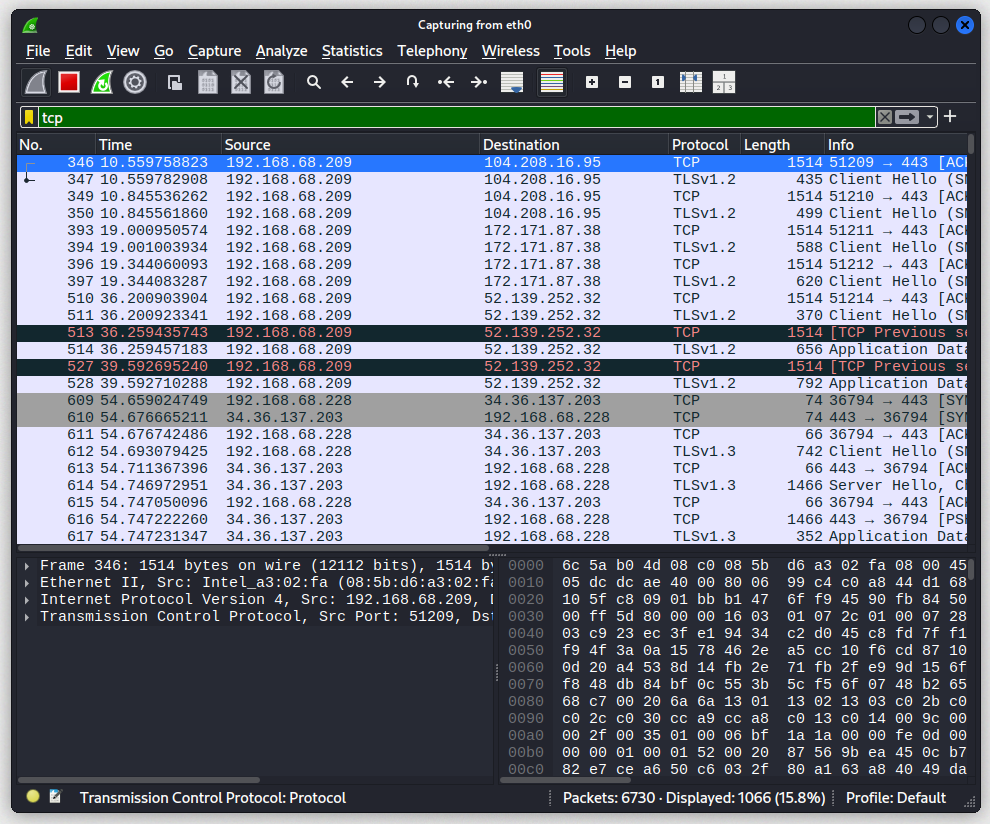 Capturing from eth0
File Edit View Go Capture Analyze Statistics Telephony Wireless Tools Help
tcp
No. Time Source Destination Protocol Length Info
346 10.559758823 192.168.68.209 104.208.16.95 TCP 1514 51209 → 443 [ACK
347 10.559782908 192.168.68.209 104.208.16.95 TLSv1.2 435 Client Hello (SN
349 10.845536262 192.168.68.209 104.208.16.95 TCP 1514 51210 → 443 [ACK
350 10.845561860 192.168.68.209 104.208.16.95 TLSv1.2 499 Client Hello (SN
393 19.000950574 192.168.68.209 172.171.87.38 TCP 1514 51211 → 443 [ACK
394 19.001003934 192.168.68.209 172.171.87.38 TLSv1.2 588 Client Hello (SN
396 19.344060093 192.168.68.209 172.171.87.38 TCP 1514 51212 → 443 [ACK
397 19.344083287 192.168.68.209 172.171.87.38 TLSv1.2 620 Client Hello (SN
510 36.200903904 192.168.68.209 52.139.252.32 TCP 1514 51214 → 443 [ACK
511 36.200923341 192.168.68.209 52.139.252.32 TLSv1.2 370 Client Hello (SN
513 36.259435743 192.168.68.209 52.139.252.32 TCP 1514 [TCP Previous se
514 36.259457183 192.168.68.209 52.139.252.32 TLSv1.2 656 Application Data
527 39.592695240 192.168.68.209 52.139.252.32 TCP 1514 [TCP Previous se
528 39.592710288 192.168.68.209 52.139.252.32 TLSv1.2 792 Application Data
609 54.659024749 192.168.68.228 34.36.137.203 TCP 74 36794 → 443 [SYN
610 54.676665211 34.36.137.203 192.168.68.228 TCP 74 443 → 36794 [SYN
611 54.676742486 192.168.68.228 34.36.137.203 TCP 66 36794 → 443 [ACK
612 54.693079425 192.168.68.228 34.36.137.203 TLSv1.3 742 Client Hello (SN
613 54.711367396 34.36.137.203 192.168.68.228 TCP 66 443 → 36794 [ACK
614 54.746972951 34.36.137.203 192.168.68.228 TLSv1.3 1466 Server Hello, Ch
615 54.747050096 192.168.68.228 34.36.137.203 TCP 66 36794 → 443 [ACK
616 54.747222260 34.36.137.203 192.168.68.228 TCP 1466 443 → 36794 [PSH
617 54.747231347 34.36.137.203 192.168.68.228 TLSv1.3 352 Application Data
Frame 346: 1514 bytes on wire (12112 bits), 1514 by
Ethernet II, Src: Intel_a3:02:fa (08:5b:d6:a3:02:fa
Internet Protocol Version 4, Src: 192.168.68.209, D
Transmission Control Protocol, Src Port: 51209, Dst
0000 6c 5a b0 4d 08 c0 08 5b d6 a3 02 fa 08 00 45
0010 05 dc dc ae 40 00 80 06 99 c4 c0 a8 44 d1 68
0020 10 5f c8 09 01 bb b1 47 6f f9 45 90 fb 84 50
0030 00 ff 5d 80 00 00 16 03 01 07 2c 01 00 07 28
0040 03 c9 23 ec 3f e1 94 34 c2 d0 45 c8 fd 7f f1
0050 f9 4f 3a 0a 15 78 46 2e a5 cc 10 f6 cd 87 10
0060 0d 20 a4 53 8d 14 fb 2e 71 fb 2f e9 9d 15 6f
0070 f8 48 db 84 bf 0c 55 3b 5c f5 6f 07 48 b2 65
0080 68 c7 00 20 6a 6a 13 01 13 02 13 03 c0 2b c0
0090 c0 2c c0 30 cc a9 cc a8 c0 13 c0 14 00 9c 00
00a0 00 2f 00 35 01 00 06 bf 1a 1a 00 00 fe 0d 00
00b0 00 00 01 00 01 52 00 20 87 56 9b ea 45 0c b7
00c0 82 e7 ce a6 50 c6 03 2f 80 a1 63 a8 40 49 da
Transmission Control Protocol: Protocol
Packets: 6730 · Displayed: 1066 (15.8%)
Profile: Default